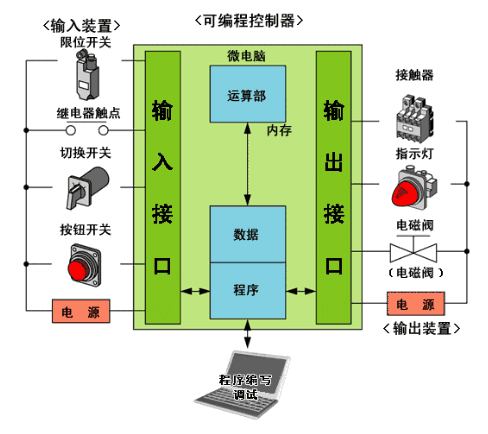 <输入装置>
<可编程控制器>
限位开关
继电器触点
切换开关
按钮开关
电 源
输入接口
微电脑
运算部
内存
数据
程序
输出接口
接触器
指示灯
电磁阀
(电磁阀)
电 源
<输出装置>
程序编写
调试